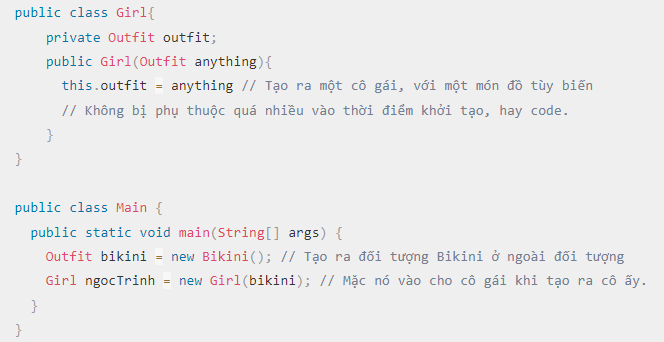 public class Girl{
    private Outfit outfit;
    public Girl(Outfit anything){
      this.outfit = anything // Tạo ra một cô gái, với một món đồ tùy biến
      // Không bị phụ thuộc quá nhiều vào thời điểm khởi tạo, hay code.
    }
}

public class Main {
  public static void main(String[] args) {
    Outfit bikini = new Bikini(); // Tạo ra đối tượng Bikini ở ngoài đối tượng
    Girl ngocTrinh = new Girl(bikini); // Mặc nó vào cho cô gái khi tạo ra cô ấy.
  }
}